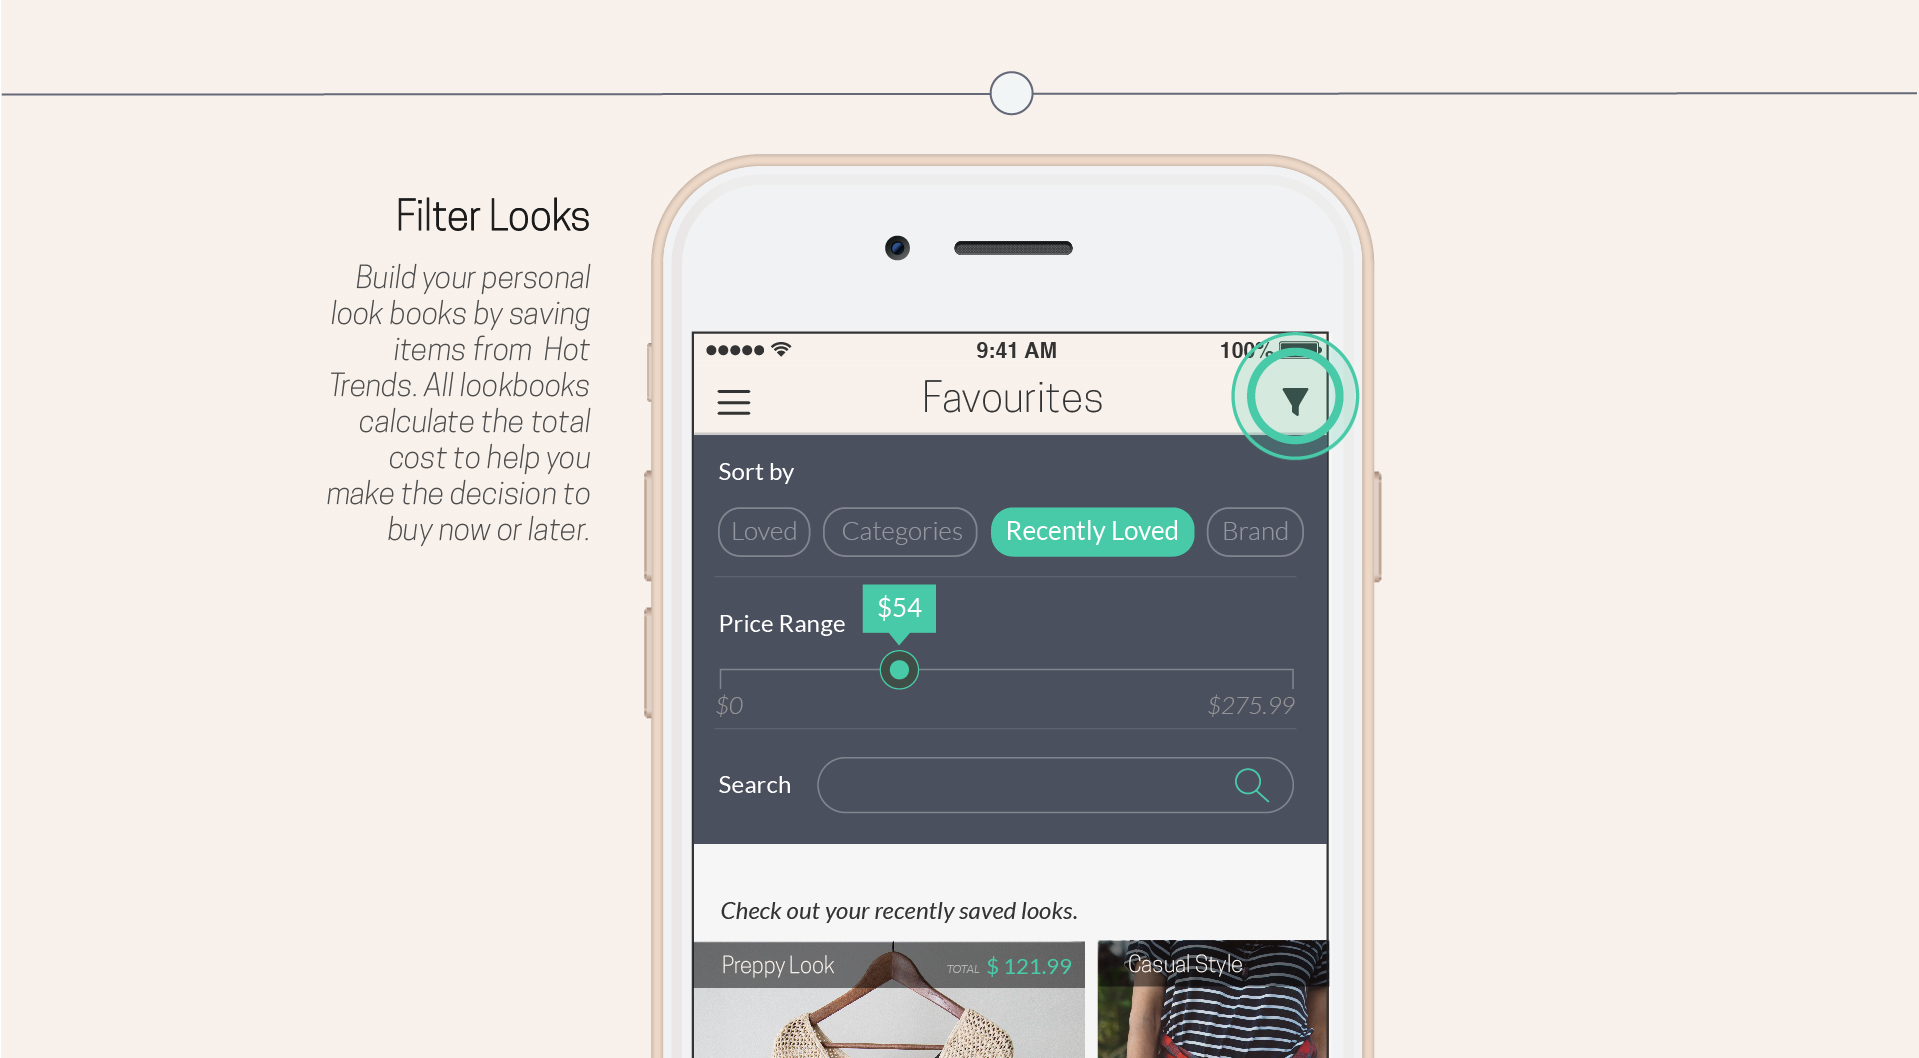 Filter Looks
Build your personal
look books by saving
items from Hot
Trends. All lookbooks
calculate the total
cost to help you
make the decision to
buy now or later.
9:41 AM
100%
Favourites
Sort by
Loved
Categories
Recently Loved
Brand
Price Range
$54
$0
$275.99
Search
Check out your recently saved looks.
Preppy Look
TOTAL $ 121.99
Casual Style